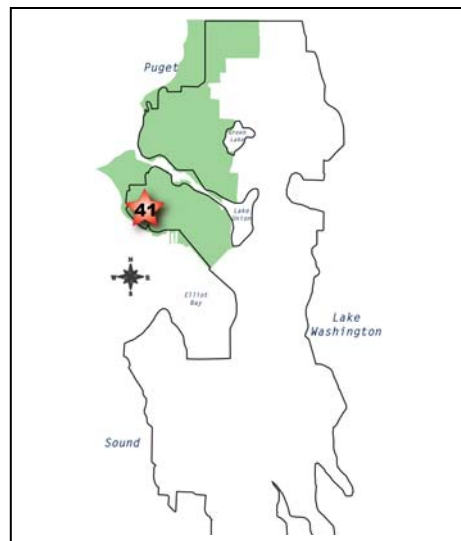 Puget
Green
Lake
41
Lake
Union
N
W E
S
Elliot
Bay
Lake
Washington
Sound